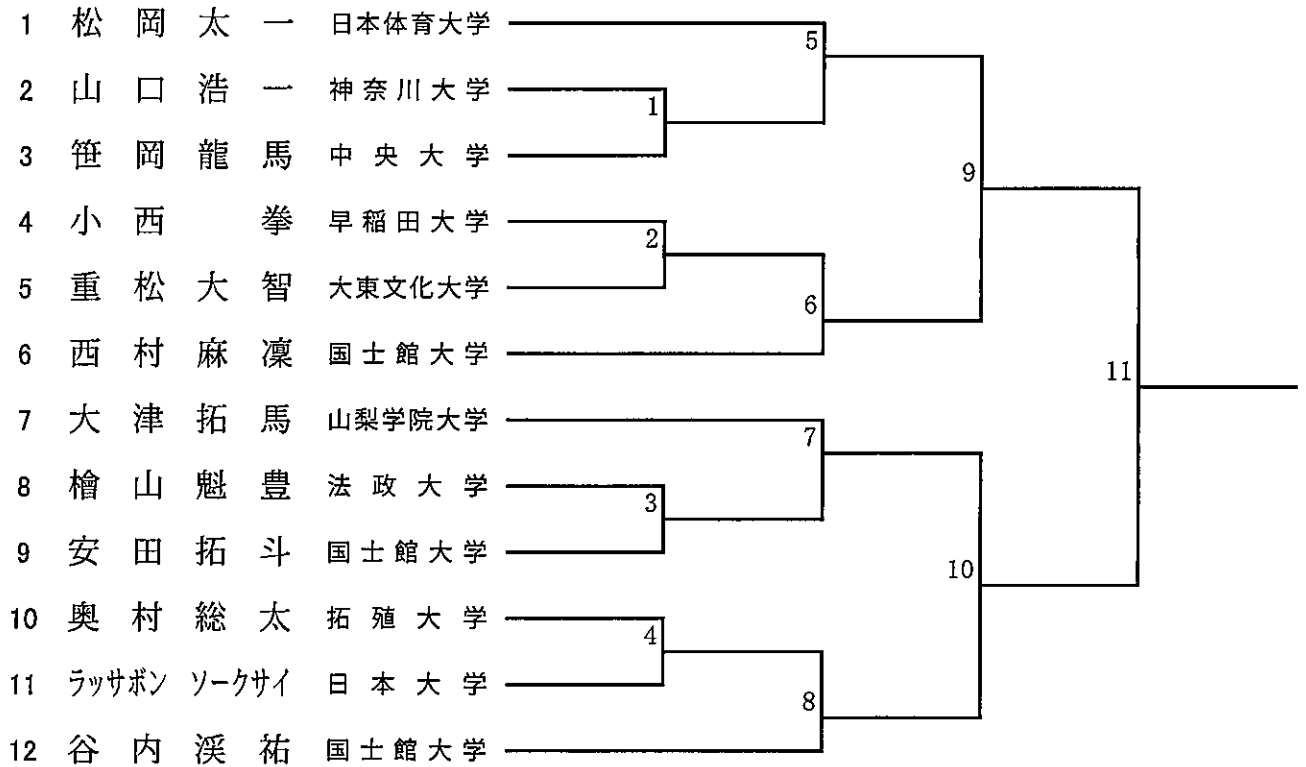 1 松岡太一 日本体育大学
2 山口浩一 神奈川大学
3 笹岡龍馬 中央大学
4 小西 拳 早稲田大学
5 重松大智 大東文化大学
6 西村麻凜 国士館大学
7 大津拓馬 山梨学院大学
8 檜山魁豊 法政大学
9 安田拓斗 国士館大学
10 奥村総太 拓殖大学
11 ラッサボン ソークサイ 日本大学
12 谷内渓祐 国士館大学
5
1
9
2
6
11
7
3
10
4
8